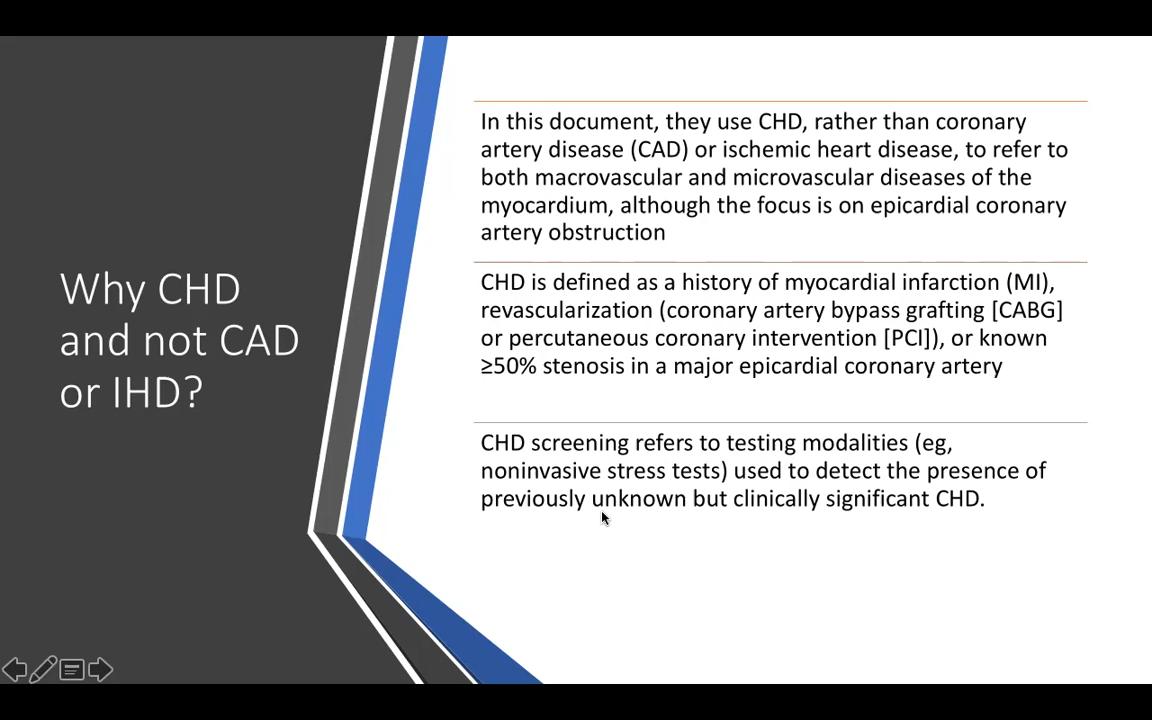 Why CHD
and not CAD
or IHD?
In this document, they use CHD, rather than coronary
artery disease (CAD) or ischemic heart disease, to refer to
both macrovascular and microvascular diseases of the
myocardium, although the focus is on epicardial coronary
artery obstruction
CHD is defined as a history of myocardial infarction (MI),
revascularization (coronary artery bypass grafting [CABG]
or percutaneous coronary intervention [PCI]), or known
≥50% stenosis in a major epicardial coronary artery
CHD screening refers to testing modalities (eg,
noninvasive stress tests) used to detect the presence of
previously unknown but clinically significant CHD.